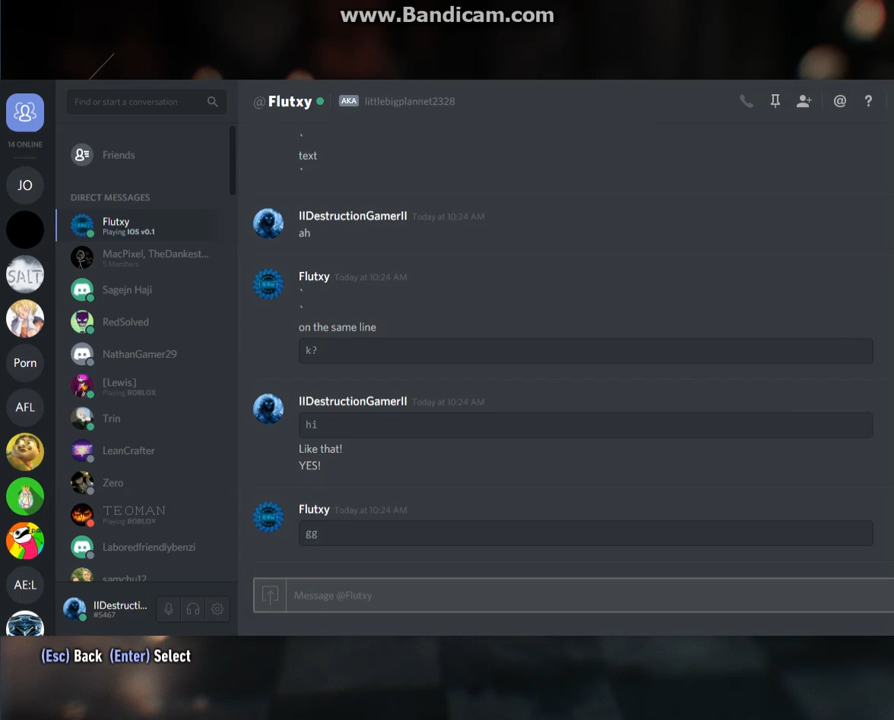 www.Bandicam.com
Find or start a conversation
@Flutxy
AKA littlebigplannet2328
@
?
14 ONLINE
JO
SALT
Porn
AFL
AE:L
Friends
DIRECT MESSAGES
Flutxy
Playing IOS v0.1
MacPixel, TheDankest...
5 Members
Sagejn Haji
RedSolved
NathanGamer29
[Lewis]
Playing ROBLOX
Trin
LeanCrafter
Zero
TEOMAN
Playing ROBLOX
Laboredfriendlybenzi
samchu12
IIDestructi...
#5467
`
text
`
IIDestructionGamerII Today at 10:24 AM
ah
Flutxy Today at 10:24 AM
`
`
on the same line
k?
IIDestructionGamerII Today at 10:24 AM
hi
Like that!
YES!
Flutxy Today at 10:24 AM
gg
Message @Flutxy
(Esc) Back (Enter) Select